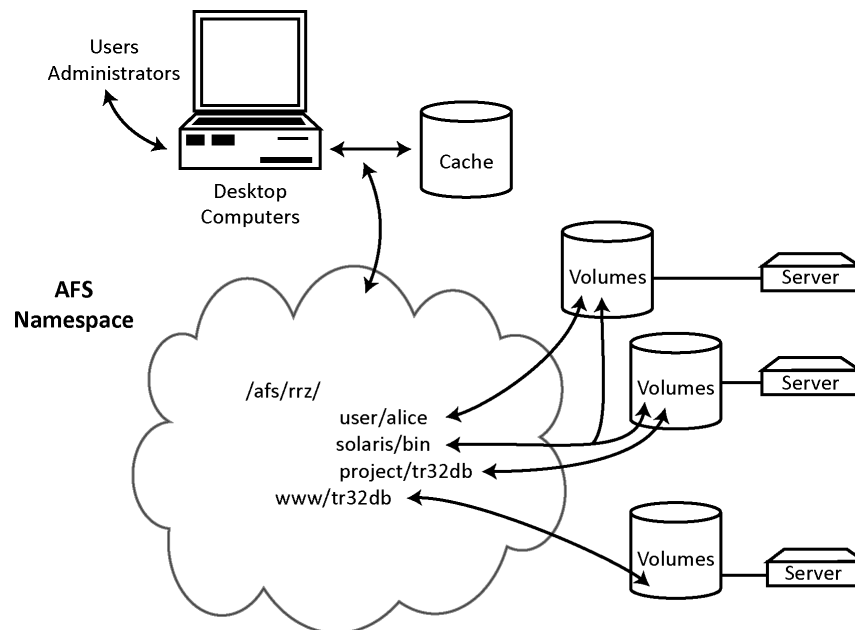 Users
Administrators
Cache
Desktop
Computers
AFS
Namespace
Volumes
Server
/afs/rrz/
user/alice
solaris/bin
project/tr32db
www/tr32db
Volumes
Server
Volumes
Server